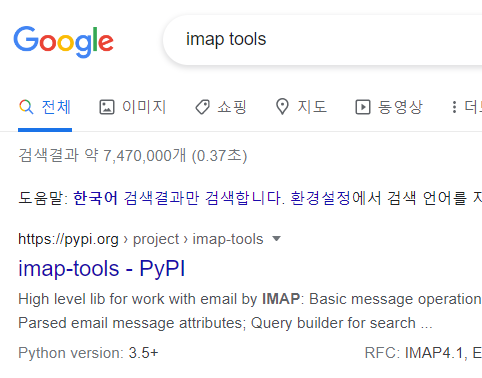 Google
imap tools
전체 이미지 쇼핑 지도 동영상
검색결과 약 7,470,000개 (0.37초)
도움말: 한국어 검색결과만 검색합니다. 환경설정에서 검색 언어를
https://pypi.org › project › imap-tools
imap-tools - PyPI
High level lib for work with email by IMAP: Basic message operation
Parsed email message attributes; Query builder for search ...
Python version: 3.5+ RFC: IMAP4.1, E